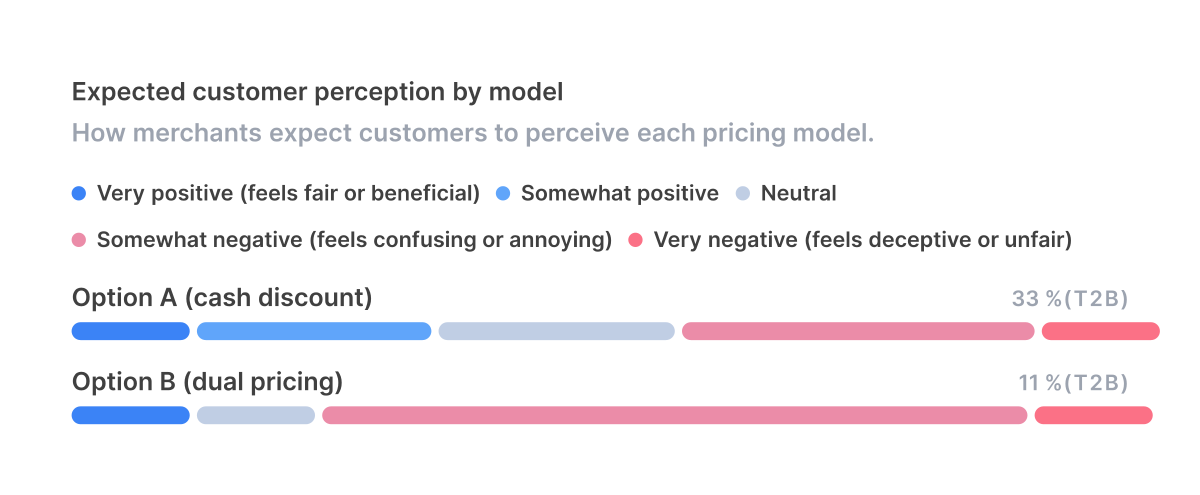 Expected customer perception by model
How merchants expect customers to perceive each pricing model.
Very positive (feels fair or beneficial) Somewhat positive Neutral
Somewhat negative (feels confusing or annoying) Very negative (feels deceptive or unfair)
Option A (cash discount) 33 %(T2B)
Option B (dual pricing) 11 %(T2B)